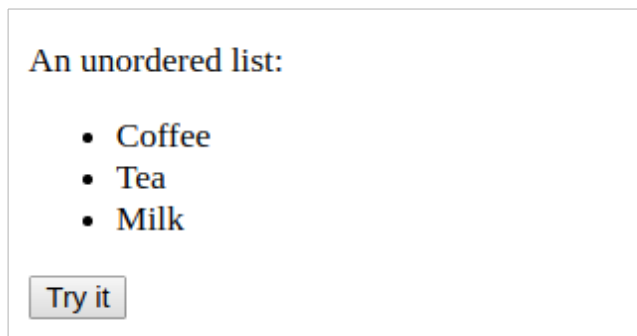 An unordered list:
• Coffee
• Tea
• Milk
Try it